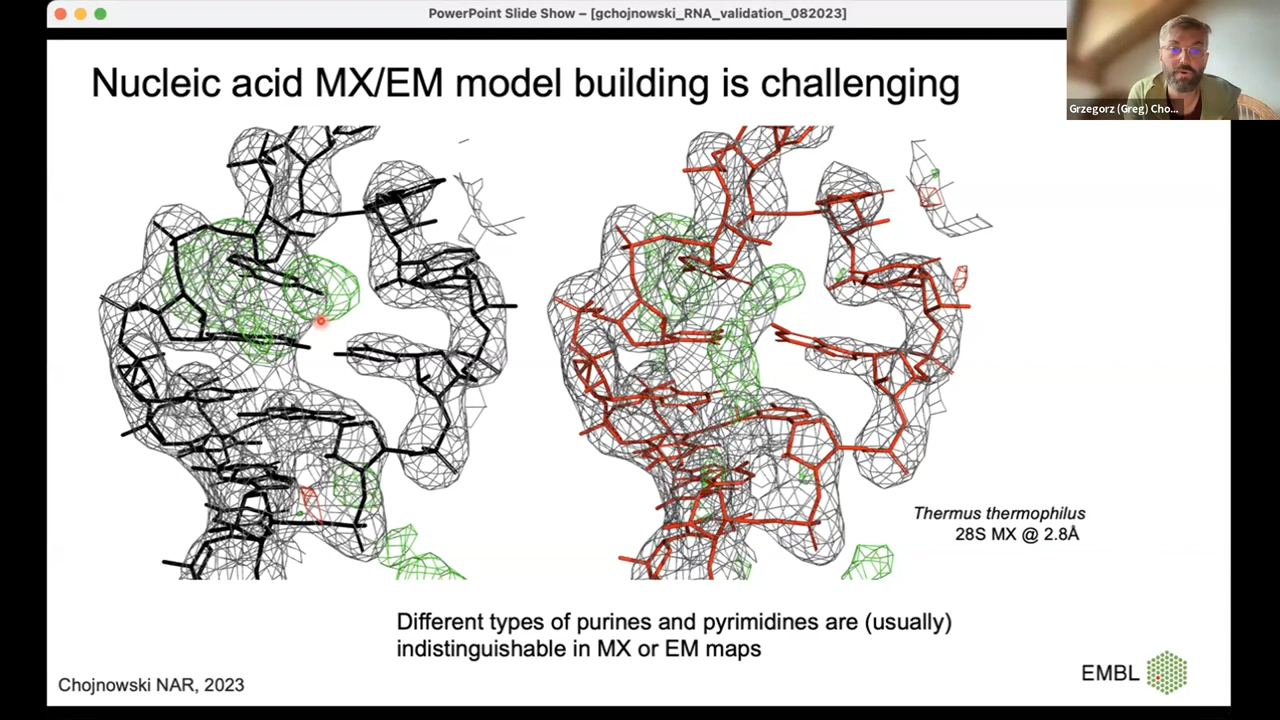 PowerPoint Slide Show – [gchojnowski_RNA_validation_082023]
Grzegorz (Greg) Cho...
Nucleic acid MX/EM model building is challenging
Thermus thermophilus
28S MX @ 2.8Å
Different types of purines and pyrimidines are (usually)
indistinguishable in MX or EM maps
Chojnowski NAR, 2023
EMBL